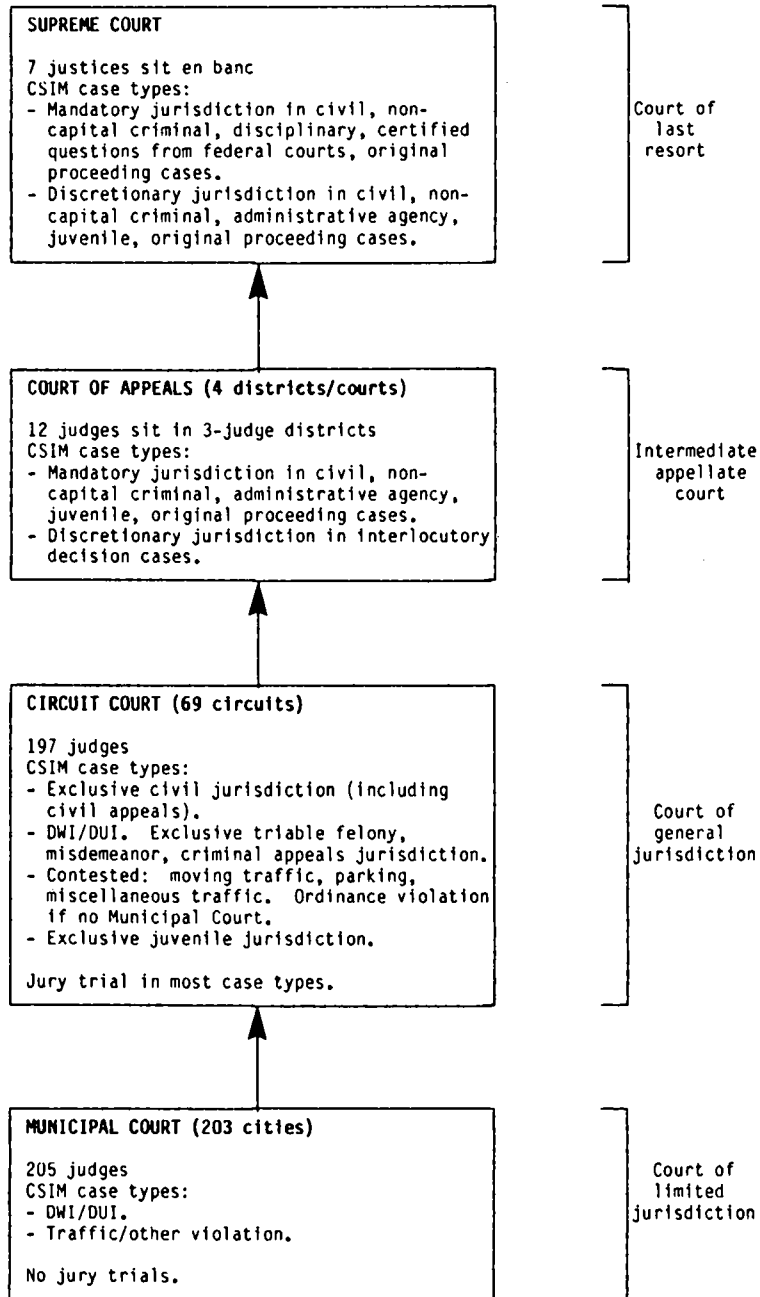 SUPREME COURT
7 justices sit en banc
CSIM case types:
- Mandatory jurisdiction in civil, non-
capital criminal, disciplinary, certified
questions from federal courts, original
proceeding cases.
- Discretionary jurisdiction in civil, non-
capital criminal, administrative agency,
juvenile, original proceeding cases.
Court of
last
resort
COURT OF APPEALS (4 districts/courts)
12 judges sit in 3-judge districts
CSIM case types:
- Mandatory jurisdiction in civil, non-
capital criminal, administrative agency,
juvenile, original proceeding cases.
- Discretionary jurisdiction in interlocutory
decision cases.
Intermediate
appellate
court
CIRCUIT COURT (69 circuits)
197 judges
CSIM case types:
- Exclusive civil jurisdiction (including
civil appeals).
- DWI/DUI. Exclusive triable felony,
misdemeanor, criminal appeals jurisdiction.
- Contested: moving traffic, parking,
miscellaneous traffic. Ordinance violation
if no Municipal Court.
- Exclusive juvenile jurisdiction.
Jury trial in most case types.
Court of
general
jurisdiction
MUNICIPAL COURT (203 cities)
205 judges
CSIM case types:
- DWI/DUI.
- Traffic/other violation.
No jury trials.
Court of
limited
jurisdiction